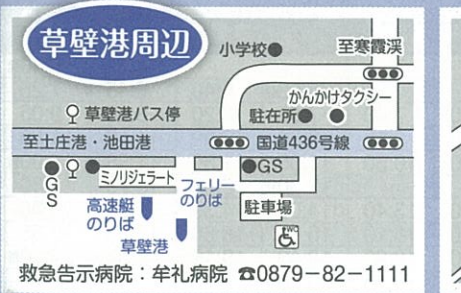 草壁港周辺
小学校
至寒霞渓
かんかけタクシー
草壁港バス停
駐在所
至土庄港・池田港
国道436号線
GS
ミノリジェラート
GS
フェリー
のりば
高速艇
のりば
駐車場
WC
草壁港
救急告示病院：牟礼病院 ☎0879-82-1111